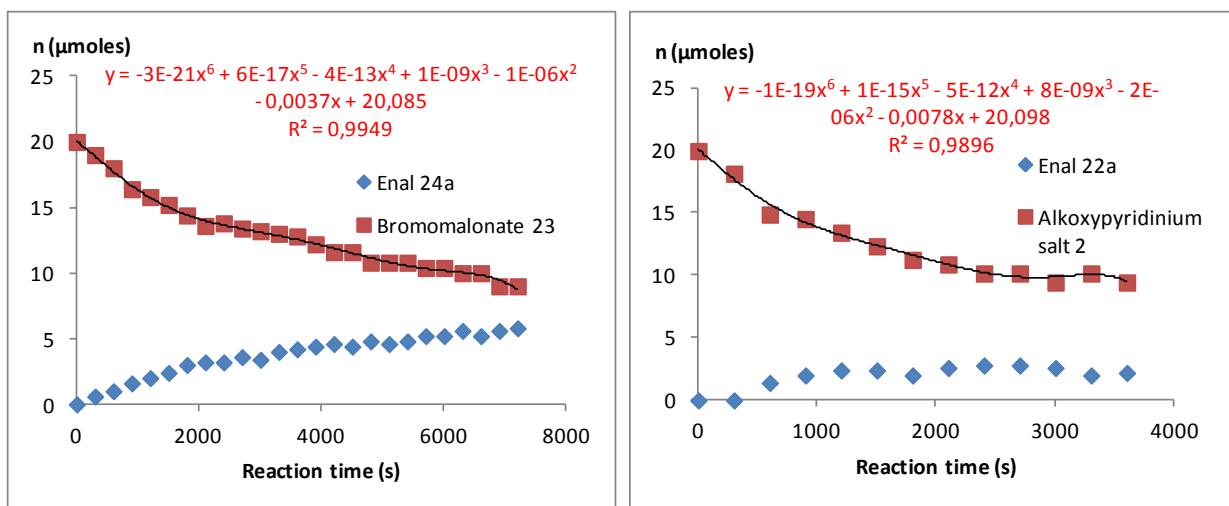 n (µmoles)
y = -3E-21x⁶ + 6E-17x⁵ - 4E-13x⁴ + 1E-09x³ - 1E-06x²
- 0,0037x + 20,085
R² = 0,9949
25
20
15
10
5
0
Enal 24a
Bromomalonate 23
0
2000
4000
6000
8000
Reaction time (s)
n (µmoles)
y = -1E-19x⁶ + 1E-15x⁵ - 5E-12x⁴ + 8E-09x³ - 2E-
06x² - 0,0078x + 20,098
R² = 0,9896
25
20
15
10
5
0
Enal 22a
Alkoxypyridinium
salt 2
0
1000
2000
3000
4000
Reaction time (s)